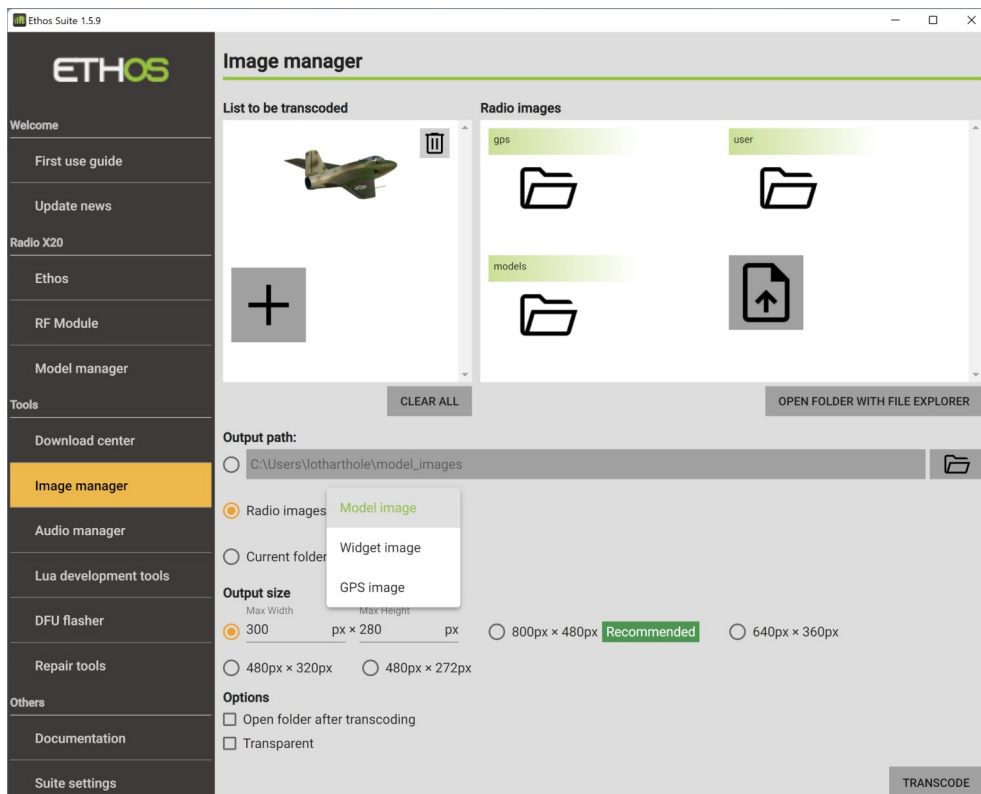 Ethos Suite 1.5.9
ETHOS
Welcome
First use guide
Update news
Radio X20
Ethos
RF Module
Model manager
Tools
Download center
Image manager
Audio manager
Lua development tools
DFU flasher
Repair tools
Others
Documentation
Suite settings
Image manager
List to be transcoded
Radio images
gps
user
models
CLEAR ALL
OPEN FOLDER WITH FILE EXPLORER
Output path:
C:\Users\lotharthole\model_images
Radio images
Model image
Widget image
GPS image
Current folder
Output size
Max Width
Max Height
300 px × 280 px
800px × 480px Recommended
640px × 360px
480px × 320px
480px × 272px
Options
Open folder after transcoding
Transparent
TRANSCODE